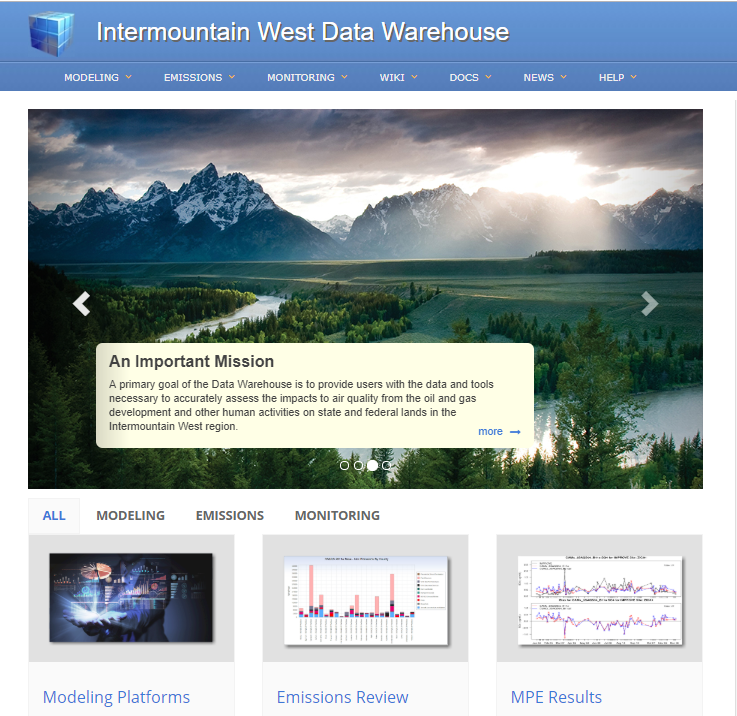 Intermountain West Data Warehouse
MODELING EMISSIONS MONITORING WIKI DOCS NEWS HELP
An Important Mission
A primary goal of the Data Warehouse is to provide users with the data and tools
necessary to accurately assess the impacts to air quality from the oil and gas
development and other human activities on state and federal lands in the
Intermountain West region.
more
ALL MODELING EMISSIONS MONITORING
Modeling Platforms Emissions Review MPE Results